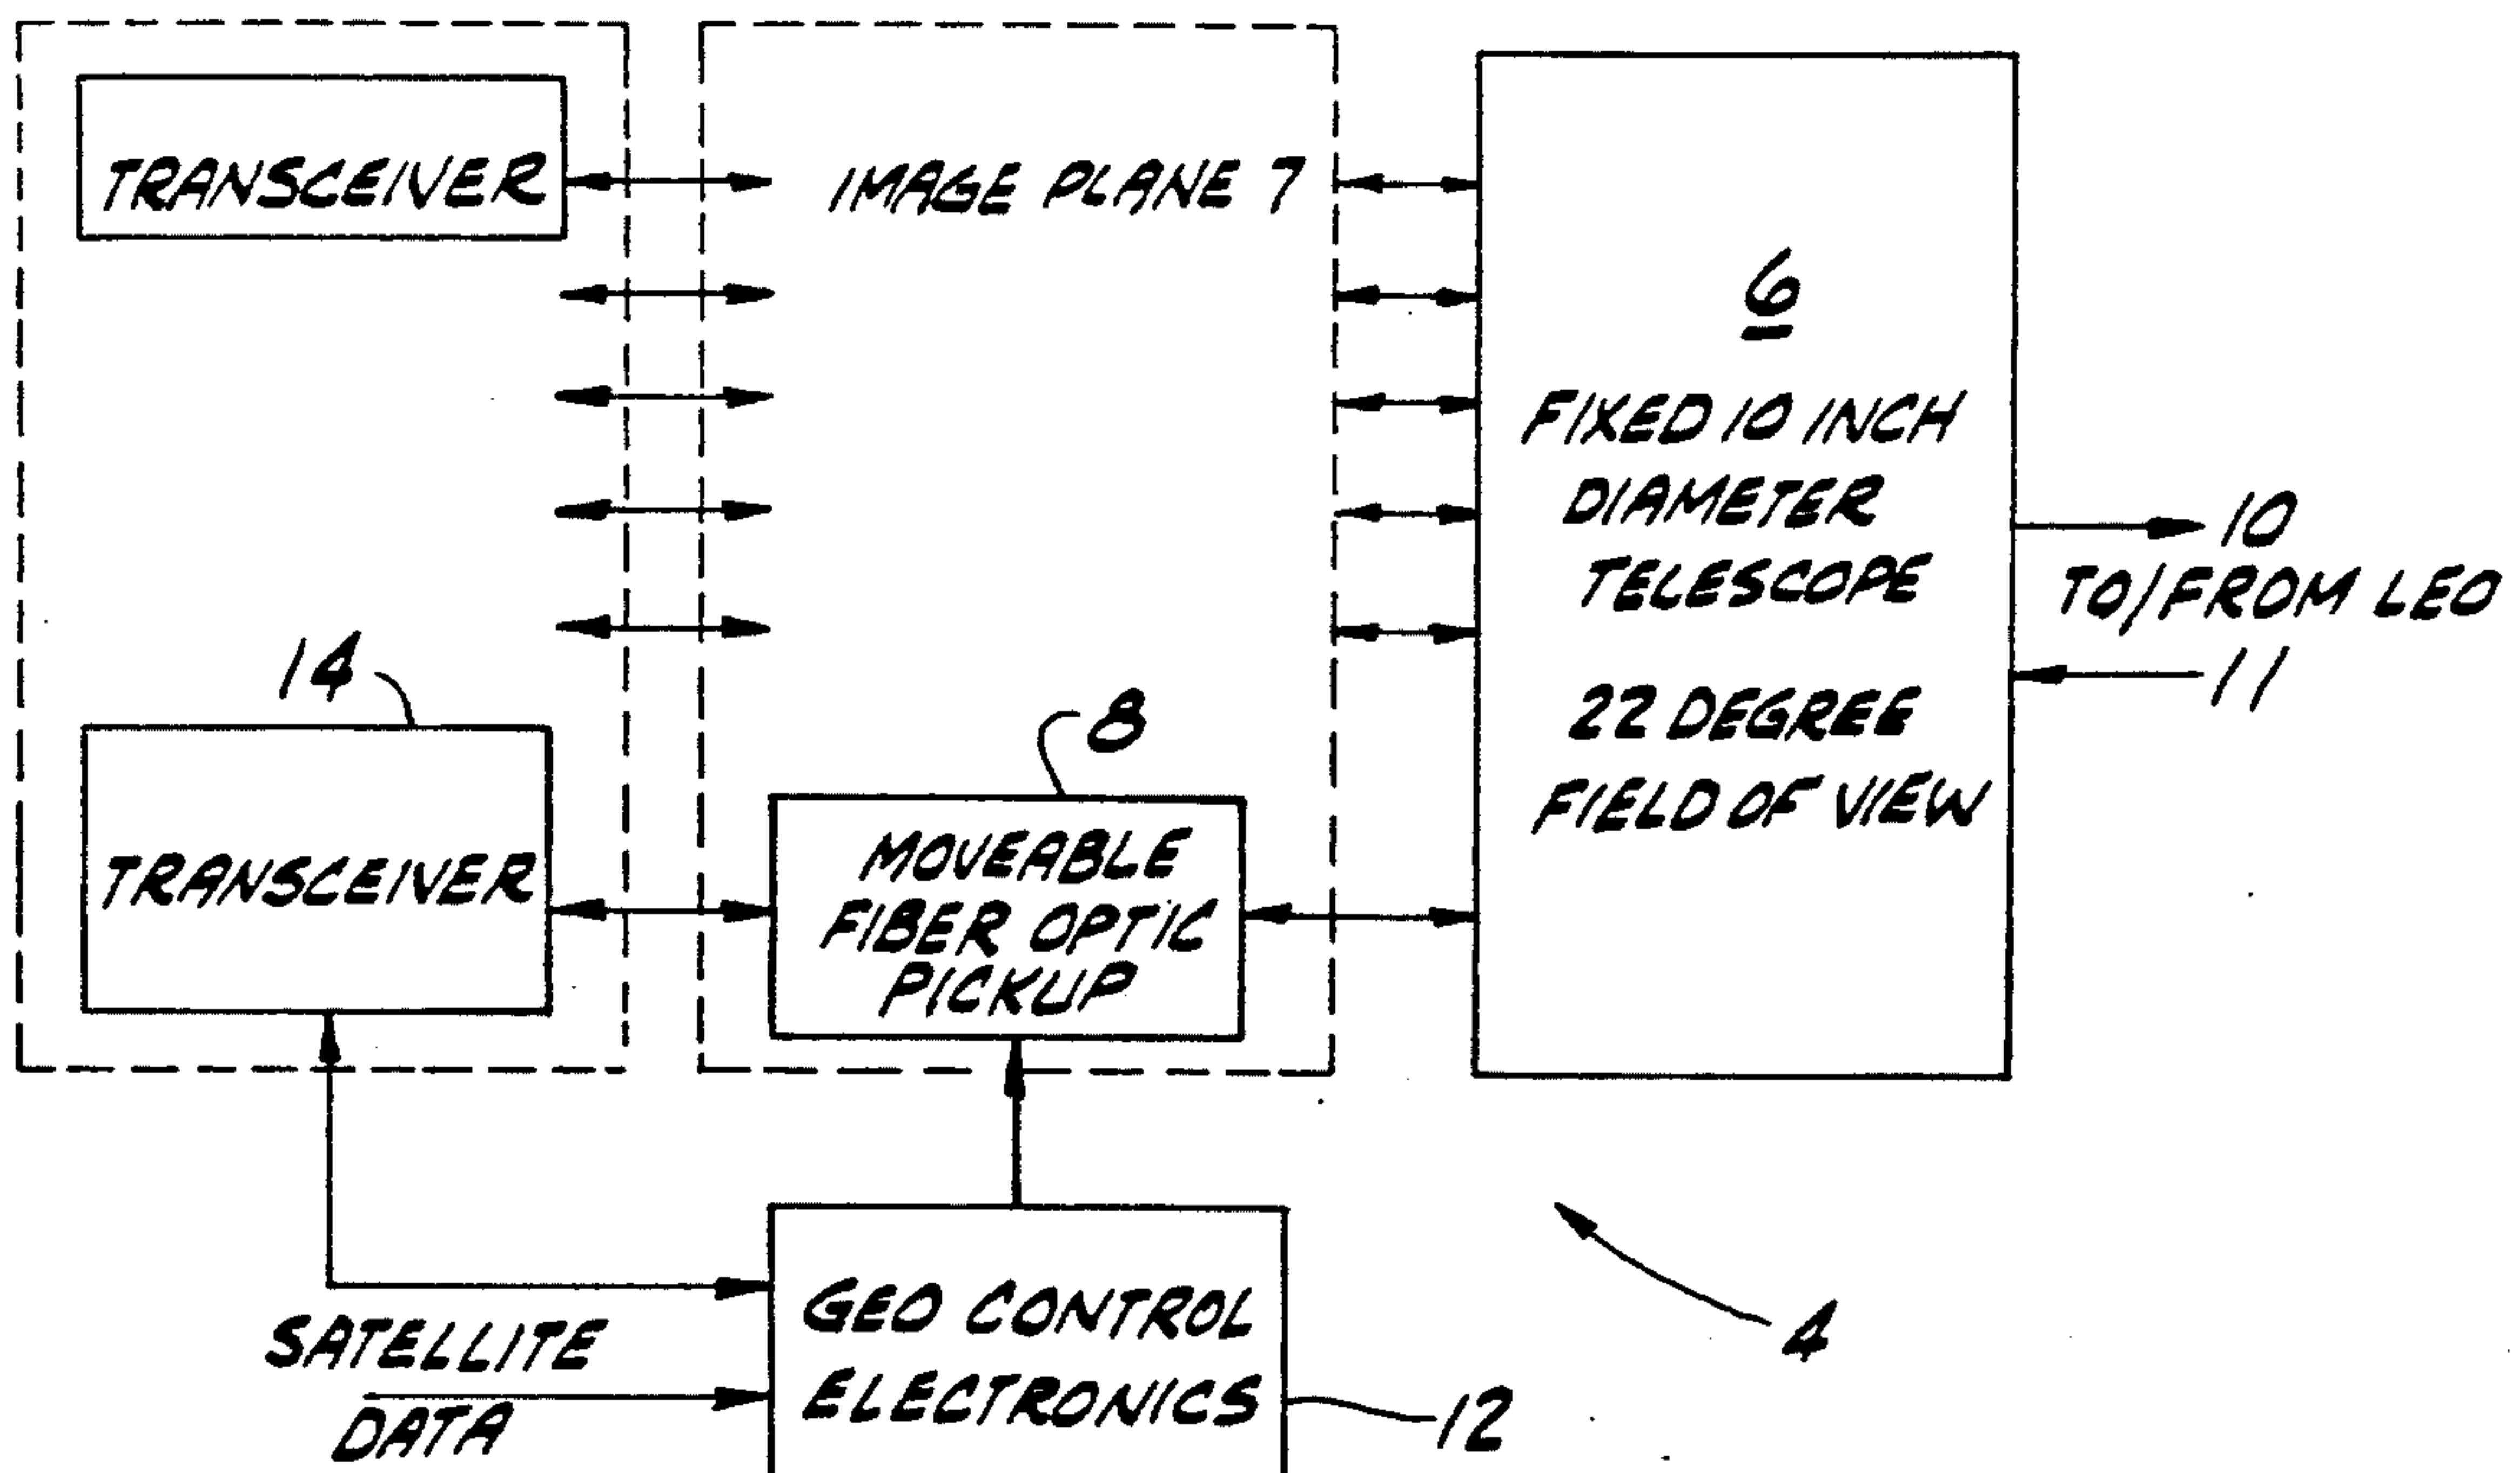 TRANSCEIVER
IMAGE PLANE 7
6
FIXED 10 INCH
DIAMETER
TELESCOPE
22 DEGREE
FIELD OF VIEW
10
TO/FROM LEO
11
14
TRANSCEIVER
8
MOVEABLE
FIBER OPTIC
PICKUP
SATELLITE
DATA
GEO CONTROL
ELECTRONICS
12
4